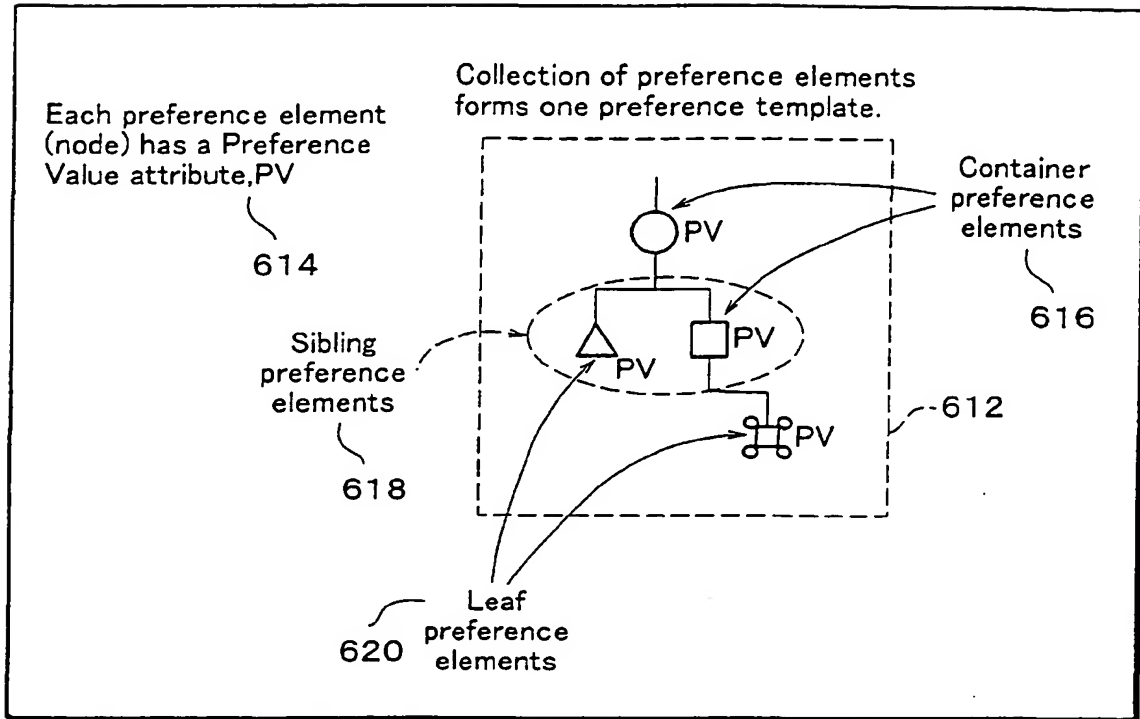 Collection of preference elements
forms one preference template.
Each preference element
(node) has a Preference
Value attribute,PV
614
Container
preference
elements
616
PV
PV
PV
PV
Sibling
preference
elements
618
612
Leaf
preference
elements
620